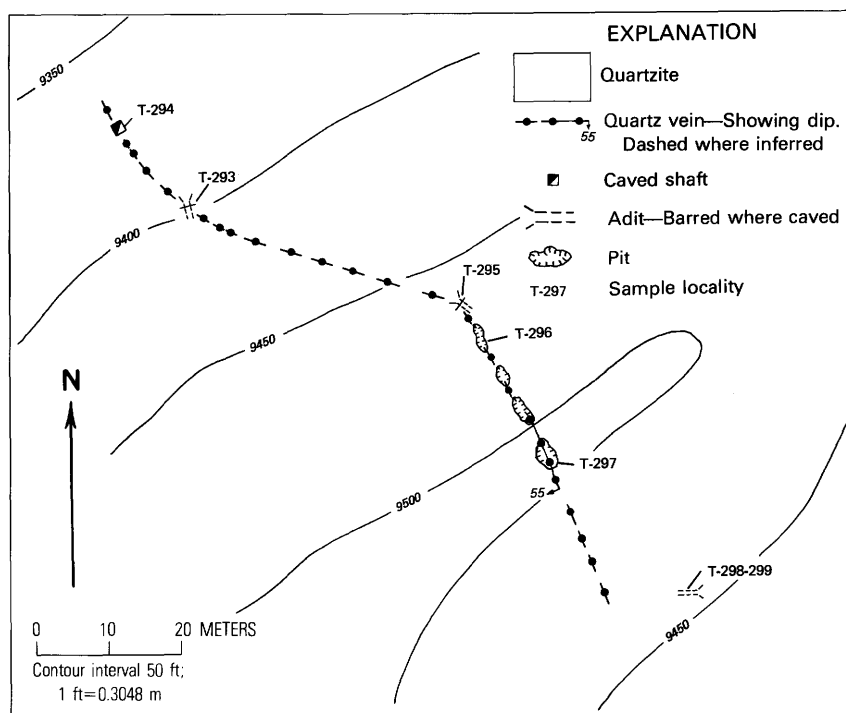 EXPLANATION
Quartzite
Quartz vein—Showing dip.
55
Dashed where inferred
Caved shaft
Adit—Barred where caved
Pit
T-297 Sample locality
9350
T-294
T-293
9400
T-295
T-296
9450
N
T-297
55
9500
T-298-299
9450
0 10 20 METERS
Contour interval 50 ft;
1 ft=0.3048 m